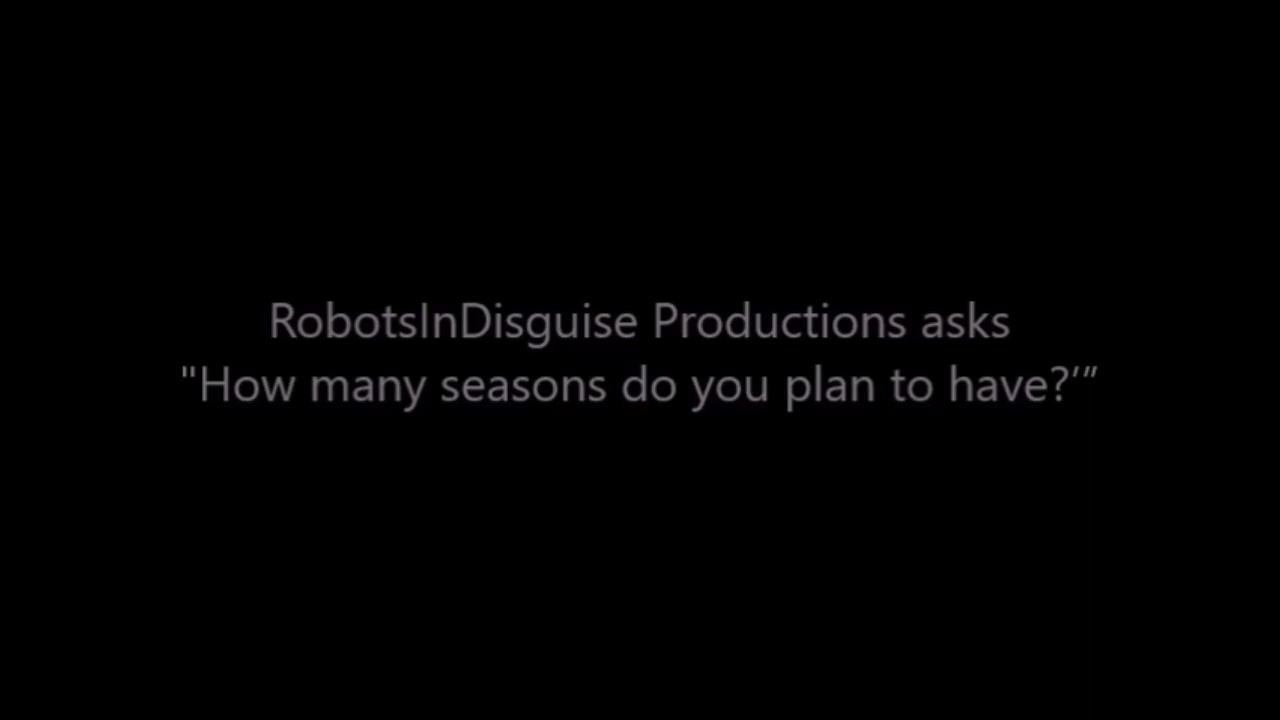 RobotsInDisguise Productions asks
"How many seasons do you plan to have?‘”